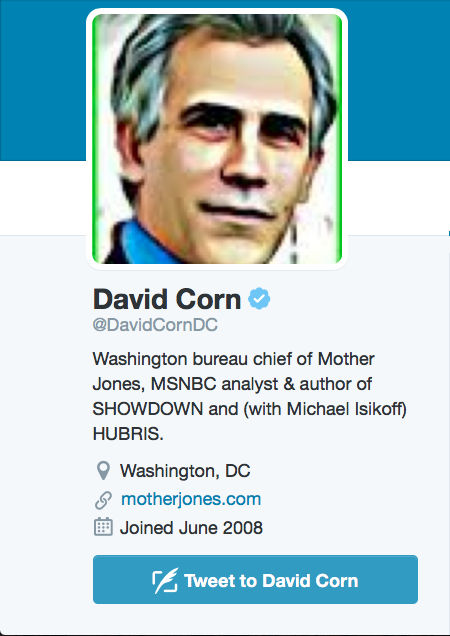 David Corn
@DavidCornDC
Washington bureau chief of Mother
Jones, MSNBC analyst & author of
SHOWDOWN and (with Michael Isikoff)
HUBRIS.
Washington, DC
motherjones.com
Joined June 2008
Tweet to David Corn